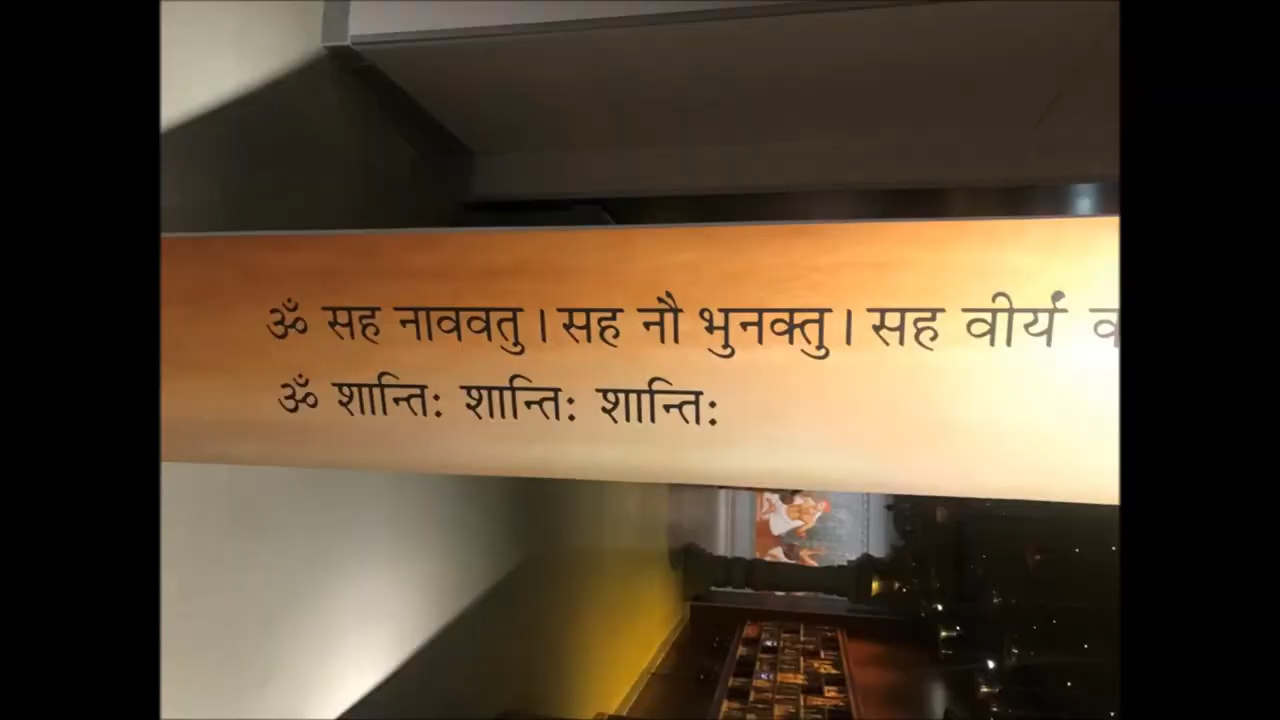 ॐ सह नाववतु । सह नौ भुनक्तु । सह वीर्यं
ॐ शान्तिः शान्तिः शान्तिः